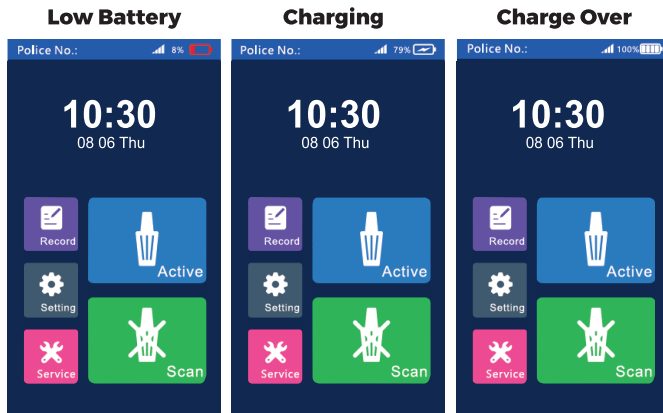 Low Battery
Charging
Charge Over
Police No.: 8%
10:30
08 06 Thu
Record
Active
Setting
Service
Scan
Police No.: 79%
10:30
08 06 Thu
Record
Active
Setting
Service
Scan
Police No.: 100%
10:30
08 06 Thu
Record
Active
Setting
Service
Scan